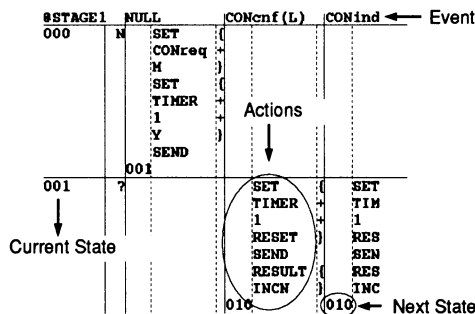 @STAGE1 NULL CONcnf(L) CONind Event
000 N SET {
CONreq +
M }
SET {
TIMER +
1 +
Y }
SEND
001
Actions
001 ? SET { SET
TIMER + TIM
1 + 1
RESET } RES
SEND SEN
RESULT { RES
INCN } INC
010 010 Next State
Current State